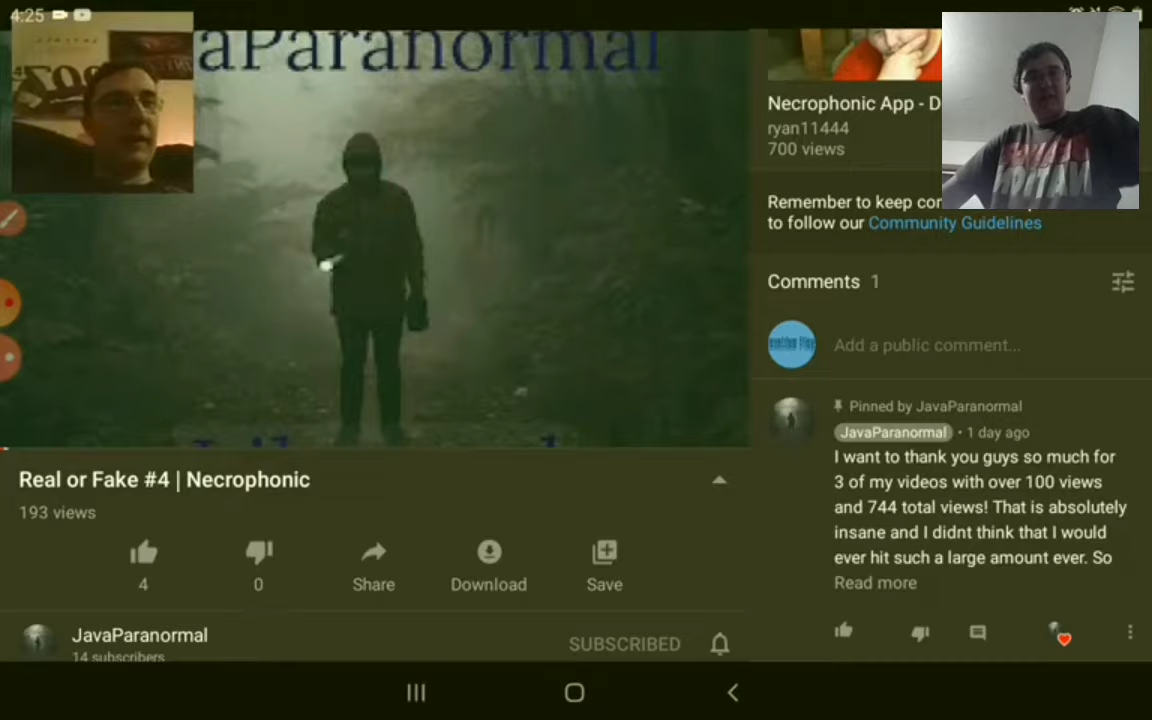 4:25
aParanormal
Necrophonic App - D
ryan11444
700 views
Remember to keep con
to follow our Community Guidelines
Comments 1
Add a public comment...
Pinned by JavaParanormal
JavaParanormal • 1 day ago
I want to thank you guys so much for
3 of my videos with over 100 views
and 744 total views! That is absolutely
insane and I didnt think that I would
ever hit such a large amount ever. So
Read more
Real or Fake #4 | Necrophonic
193 views
4
0
Share
Download
Save
JavaParanormal
14 subscribers
SUBSCRIBED